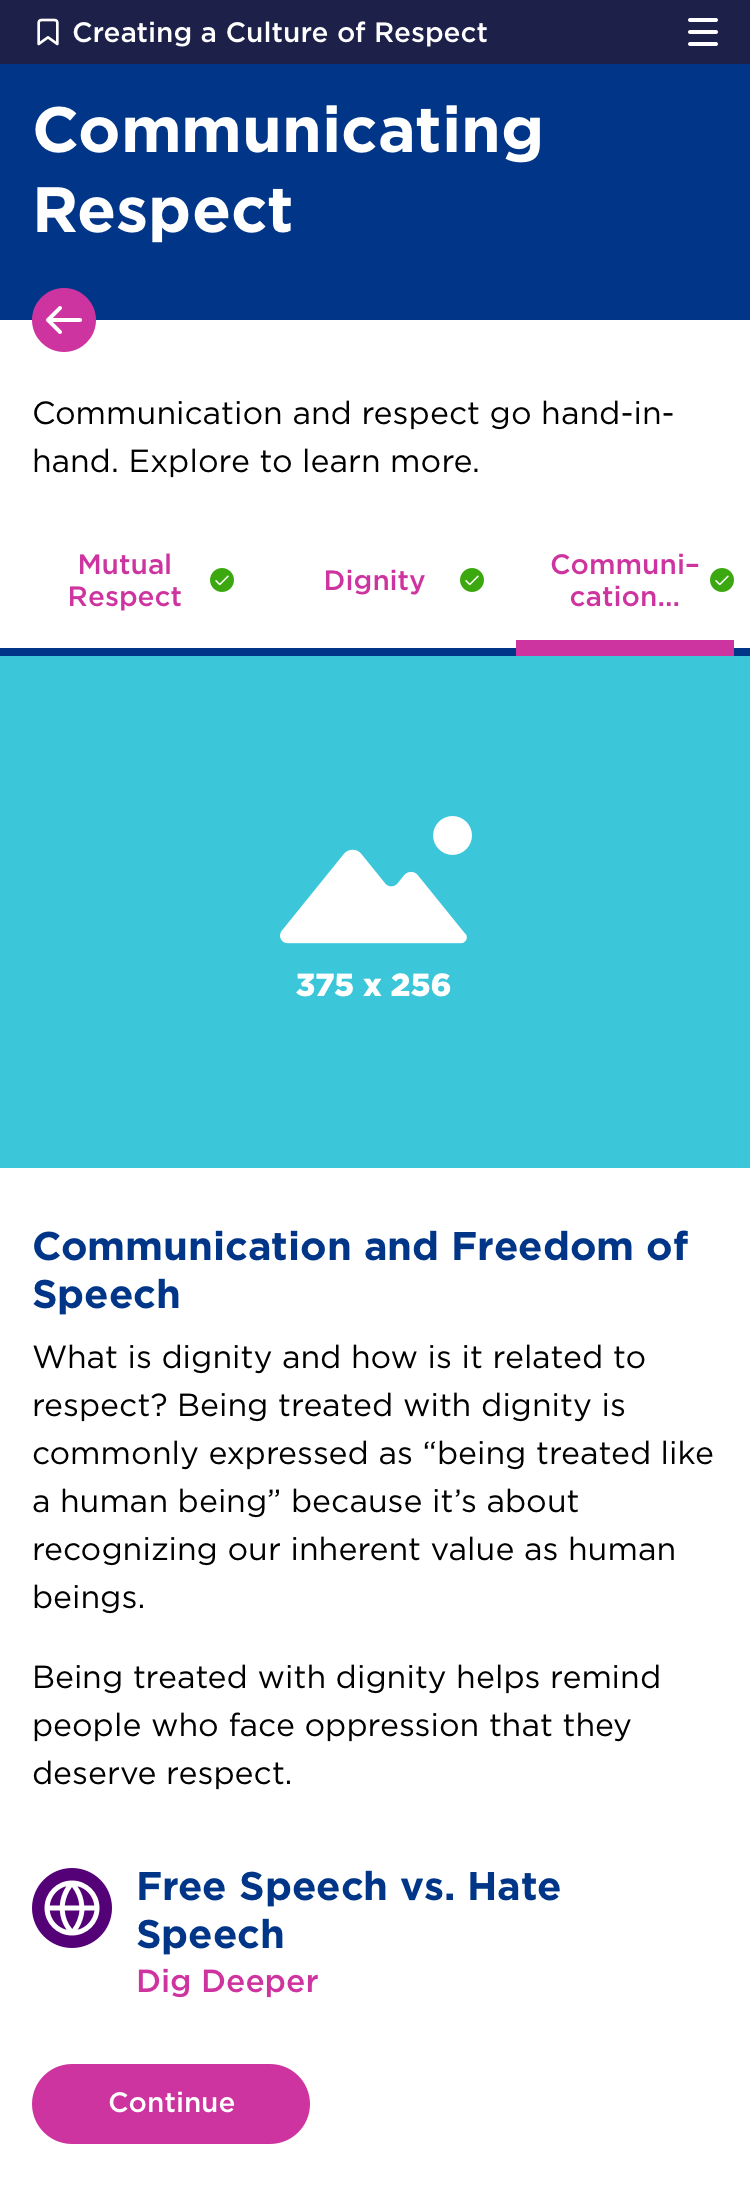 Creating a Culture of Respect
Communicating
Respect
Communication and respect go hand-in-
hand. Explore to learn more.
Mutual
Respect
Dignity
Communi–
cation...
375 x 256
Communication and Freedom of
Speech
What is dignity and how is it related to
respect? Being treated with dignity is
commonly expressed as “being treated like
a human being” because it’s about
recognizing our inherent value as human
beings.
Being treated with dignity helps remind
people who face oppression that they
deserve respect.
Free Speech vs. Hate
Speech
Dig Deeper
Continue